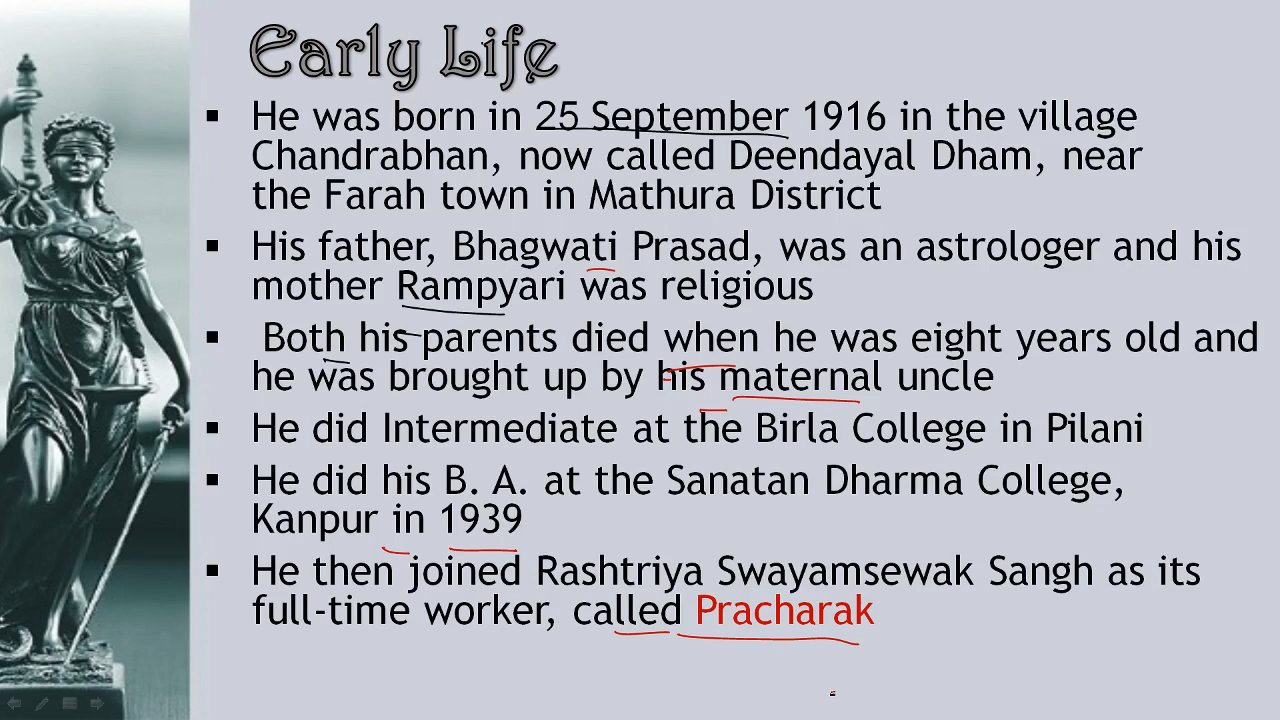 Early Life
▪ He was born in 25 September 1916 in the village
Chandrabhan, now called Deendayal Dham, near
the Farah town in Mathura District
▪ His father, Bhagwati Prasad, was an astrologer and his
mother Rampyari was religious
▪ Both his parents died when he was eight years old and
he was brought up by his maternal uncle
▪ He did Intermediate at the Birla College in Pilani
▪ He did his B. A. at the Sanatan Dharma College,
Kanpur in 1939
▪ He then joined Rashtriya Swayamsewak Sangh as its
full-time worker, called Pracharak